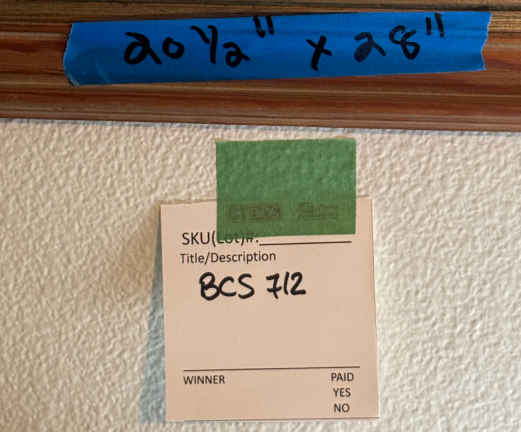 20 1/2" x 28"
SKU(Lot)#:
Title/Description
BCS 712
WINNER PAID
YES
NO